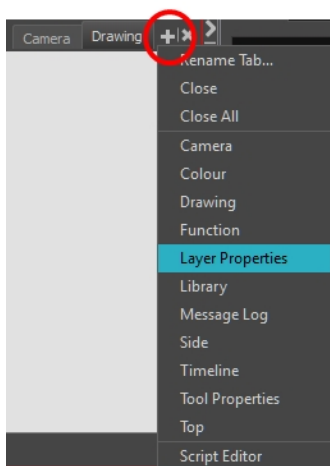 Camera Drawing
Rename Tab...
Close
Close All
Camera
Colour
Drawing
Function
Layer Properties
Library
Message Log
Side
Timeline
Tool Properties
Top
Script Editor